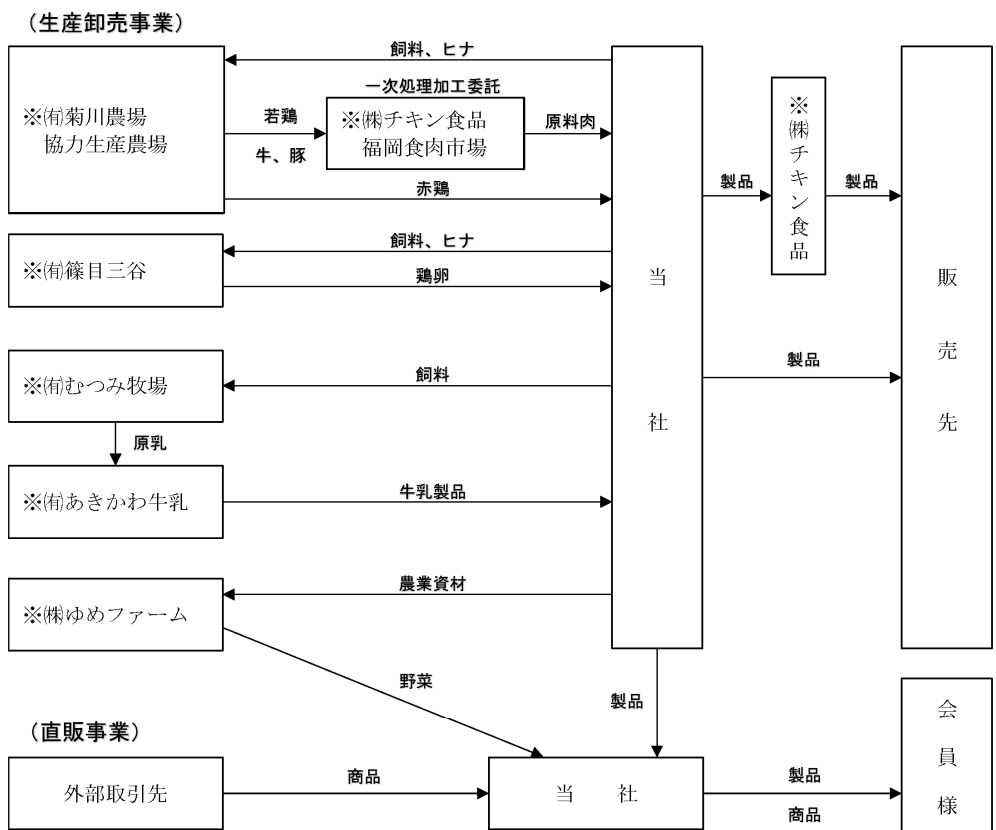 （生産卸売事業）
飼料、ヒナ
※㈲菊川農場
協力生産農場
若鶏
牛、豚
一次処理加工委託
※㈱チキン食品
福岡食肉市場
原料肉
赤鶏
※㈲篠目三谷
飼料、ヒナ
鶏卵
※㈲むつみ牧場
飼料
原乳
※㈲あきかわ牛乳
牛乳製品
※㈱ゆめファーム
農業資材
野菜
当社
製品
※㈱チキン食品
製品
製品
販売先
製品
（直販事業）
外部取引先
商品
当　社
製品
商品
会員様